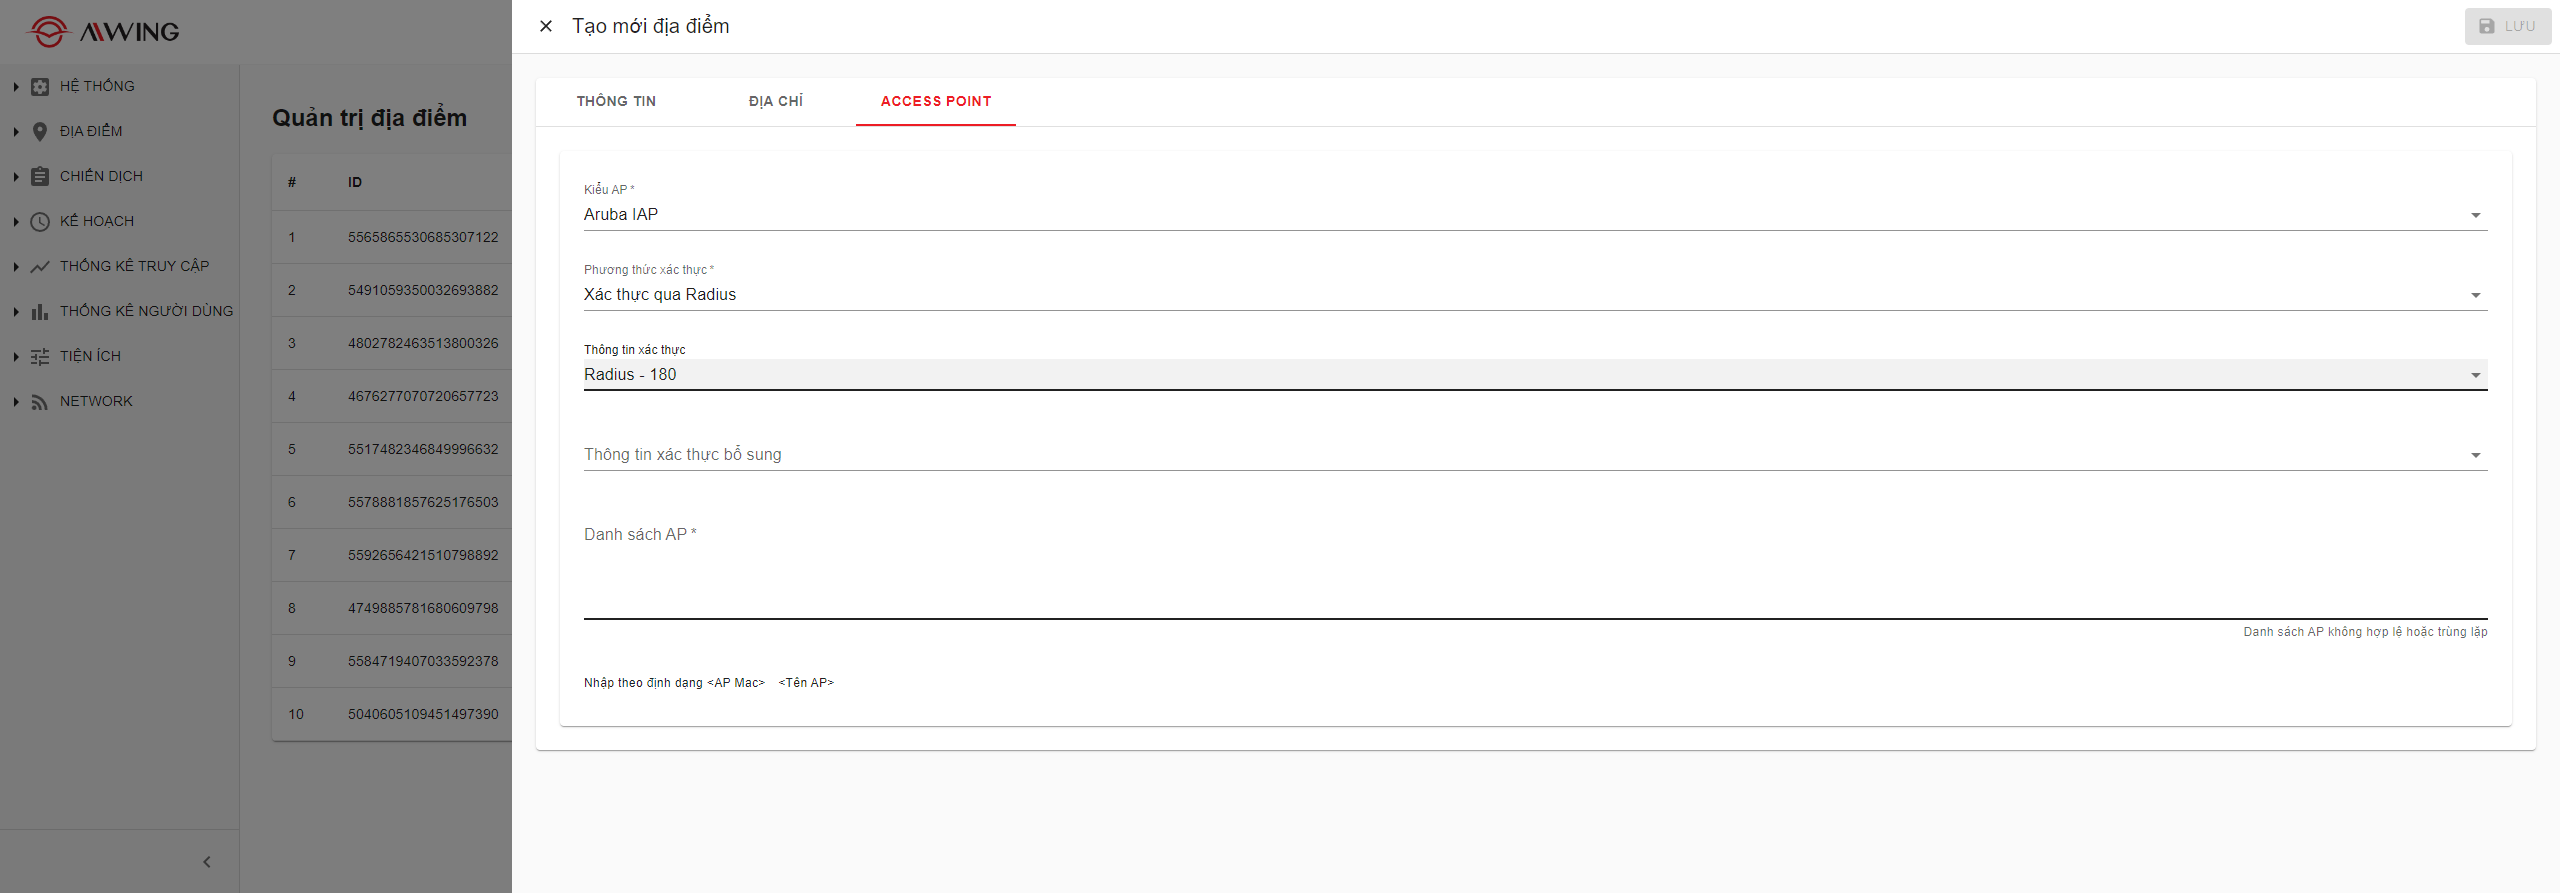 AWING
HỆ THỐNG
ĐỊA ĐIỂM
CHIẾN DỊCH
KẾ HOẠCH
THỐNG KÊ TRUY CẬP
THỐNG KÊ NGƯỜI DÙNG
TIỆN ÍCH
NETWORK
Quản trị địa điểm
# ID
1 5565865530685307122
2 5491059350032693882
3 4802782463513800326
4 4676277070720657723
5 5517482346849996632
6 5578881857625176503
7 5592656421510798892
8 4749885781680609798
9 5584719407033592378
10 5040605109451497390
Tạo mới địa điểm
LƯU
THÔNG TIN ĐỊA CHỈ ACCESS POINT
Kiểu AP *
Aruba IAP
Phương thức xác thực *
Xác thực qua Radius
Thông tin xác thực
Radius - 180
Thông tin xác thực bổ sung
Danh sách AP *
Danh sách AP không hợp lệ hoặc trùng lặp
Nhập theo định dạng <AP Mac> <Tên AP>